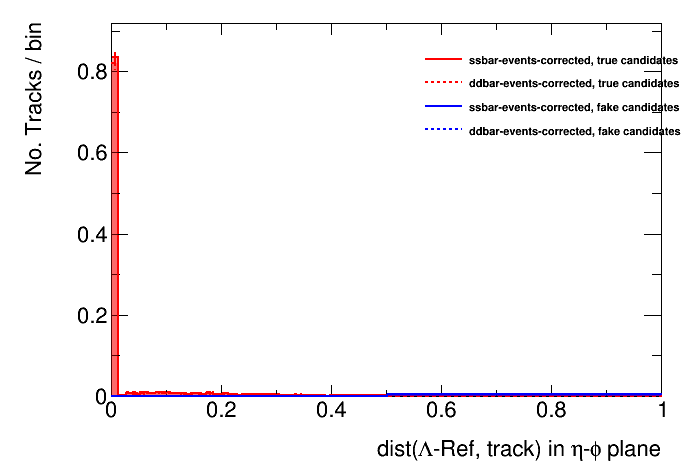 No. Tracks / bin
ssbar-events-corrected, true candidates
ddbar-events-corrected, true candidates
ssbar-events-corrected, fake candidates
ddbar-events-corrected, fake candidates
0.8
0.6
0.4
0.2
0
0 0.2 0.4 0.6 0.8 1
dist(Λ-Ref, track) in η-ϕ plane